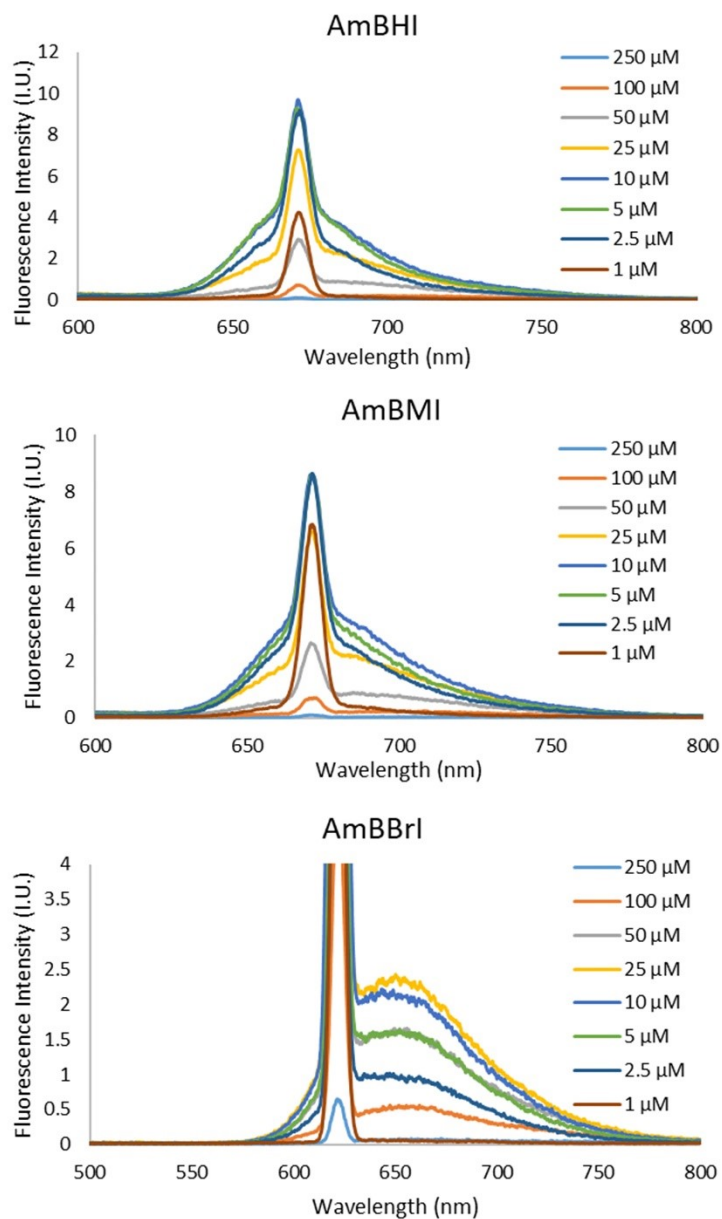 AmBHI
Fluorescence Intensity (I.U.)
12
10
8
6
4
2
0
600
650
700
750
800
Wavelength (nm)
250 μM
100 μM
50 μM
25 μM
10 μM
5 μM
2.5 μM
1 μM
AmBMI
Fluorescence Intensity (I.U.)
10
8
6
4
2
0
600
650
700
750
800
Wavelength (nm)
250 μM
100 μM
50 μM
25 μM
10 μM
5 μM
2.5 μM
1 μM
AmBBrI
Fluorescence Intensity (I.U.)
4
3.5
3
2.5
2
1.5
1
0.5
0
500
550
600
650
700
750
800
Wavelength (nm)
250 μM
100 μM
50 μM
25 μM
10 μM
5 μM
2.5 μM
1 μM